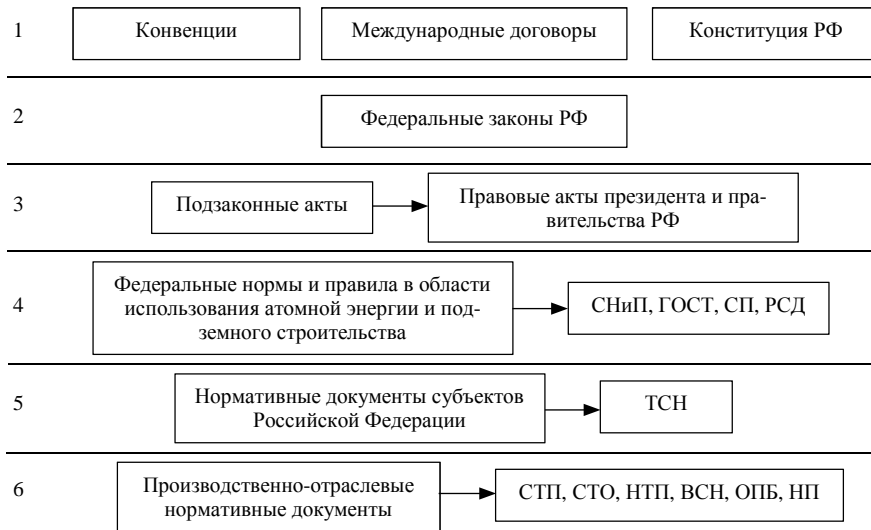 1
Конвенции
Международные договоры
Конституция РФ
2
Федеральные законы РФ
3
Подзаконные акты
Правовые акты президента и пра-
вительства РФ
4
Федеральные нормы и правила в области
использования атомной энергии и под-
земного строительства
СНиП, ГОСТ, СП, РСД
5
Нормативные документы субъектов
Российской Федерации
ТСН
6
Производственно-отраслевые
нормативные документы
СТП, СТО, НТП, ВСН, ОПБ, НП